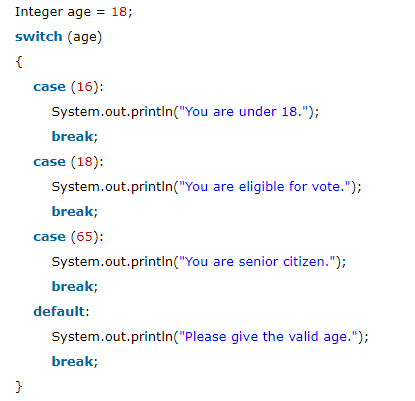 Integer age = 18;
switch (age)
{
case (16):
System.out.println("You are under 18.");
break;
case (18):
System.out.println("You are eligible for vote.");
break;
case (65):
System.out.println("You are senior citizen.");
break;
default:
System.out.println("Please give the valid age.");
break;
}